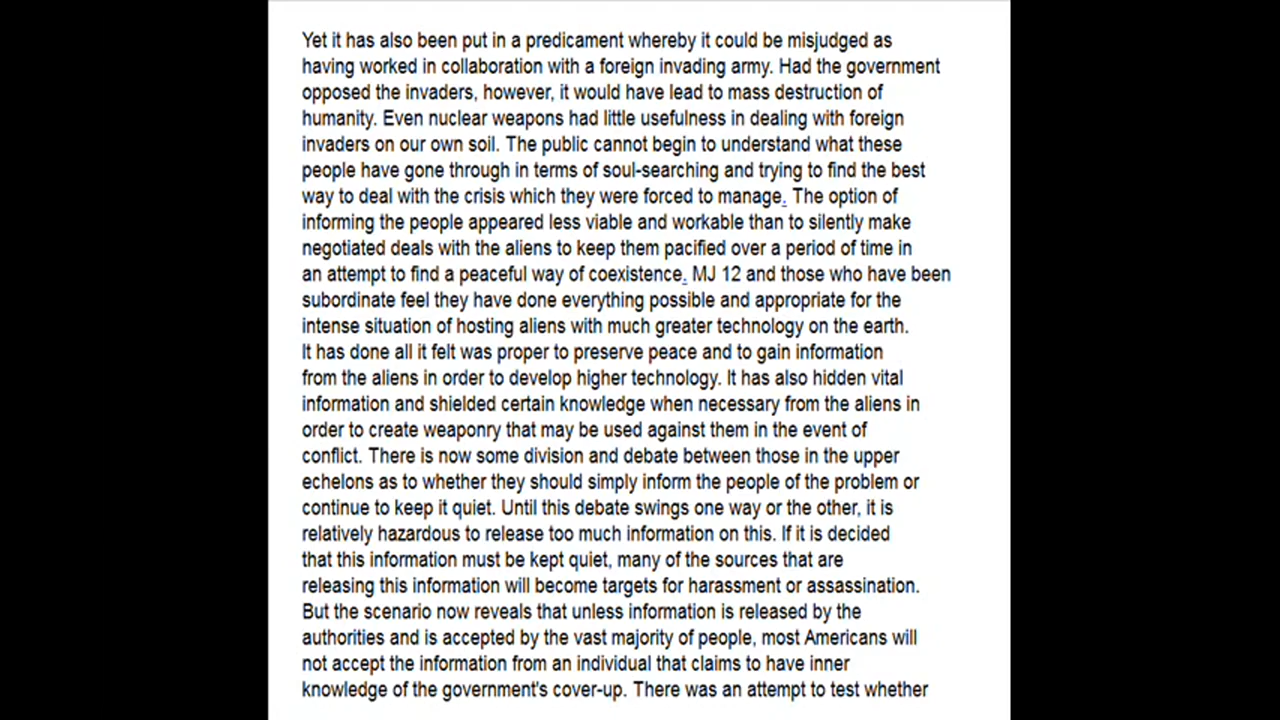 Yet it has also been put in a predicament whereby it could be misjudged as
having worked in collaboration with a foreign invading army. Had the government
opposed the invaders, however, it would have lead to mass destruction of
humanity. Even nuclear weapons had little usefulness in dealing with foreign
invaders on our own soil. The public cannot begin to understand what these
people have gone through in terms of soul-searching and trying to find the best
way to deal with the crisis which they were forced to manage. The option of
informing the people appeared less viable and workable than to silently make
negotiated deals with the aliens to keep them pacified over a period of time in
an attempt to find a peaceful way of coexistence. MJ 12 and those who have been
subordinate feel they have done everything possible and appropriate for the
intense situation of hosting aliens with much greater technology on the earth.
It has done all it felt was proper to preserve peace and to gain information
from the aliens in order to develop higher technology. It has also hidden vital
information and shielded certain knowledge when necessary from the aliens in
order to create weaponry that may be used against them in the event of
conflict. There is now some division and debate between those in the upper
echelons as to whether they should simply inform the people of the problem or
continue to keep it quiet. Until this debate swings one way or the other, it is
relatively hazardous to release too much information on this. If it is decided
that this information must be kept quiet, many of the sources that are
releasing this information will become targets for harassment or assassination.
But the scenario now reveals that unless information is released by the
authorities and is accepted by the vast majority of people, most Americans will
not accept the information from an individual that claims to have inner
knowledge of the government's cover-up. There was an attempt to test whether